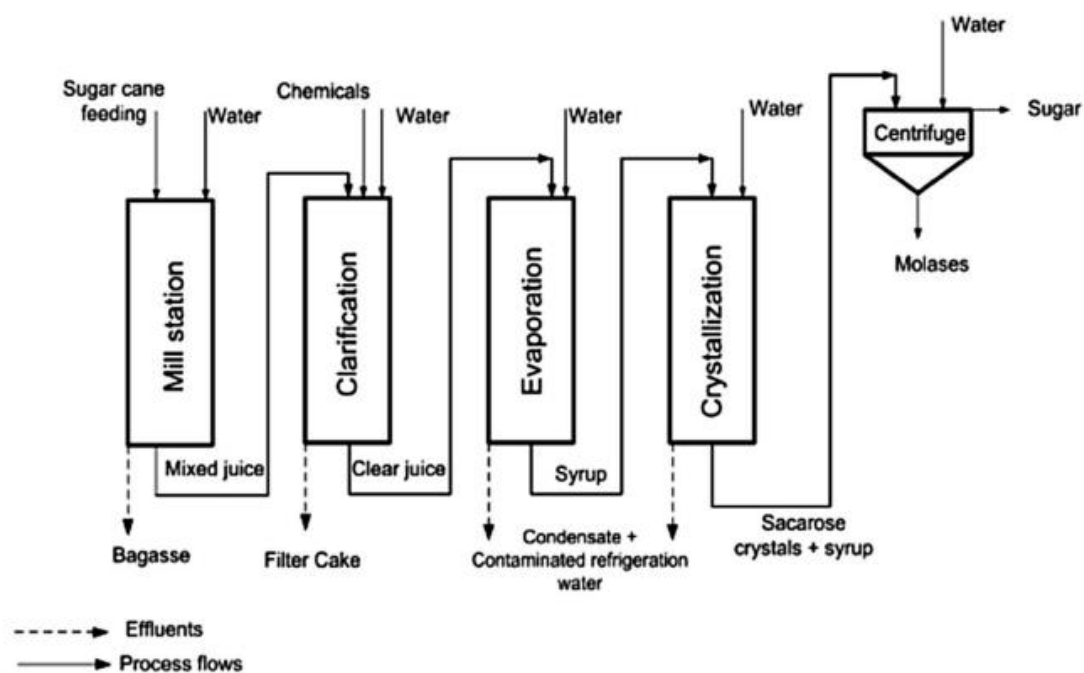 Sugar cane
feeding
Water
Chemicals
Water
Water
Water
Water
Centrifuge
Sugar
Molases
Mill station
Clarification
Evaporation
Crystallization
Mixed juice
Clear juice
Syrup
Sacarose
crystals + syrup
Bagasse
Filter Cake
Condensate +
Contaminated refrigeration
water
Effluents
Process flows